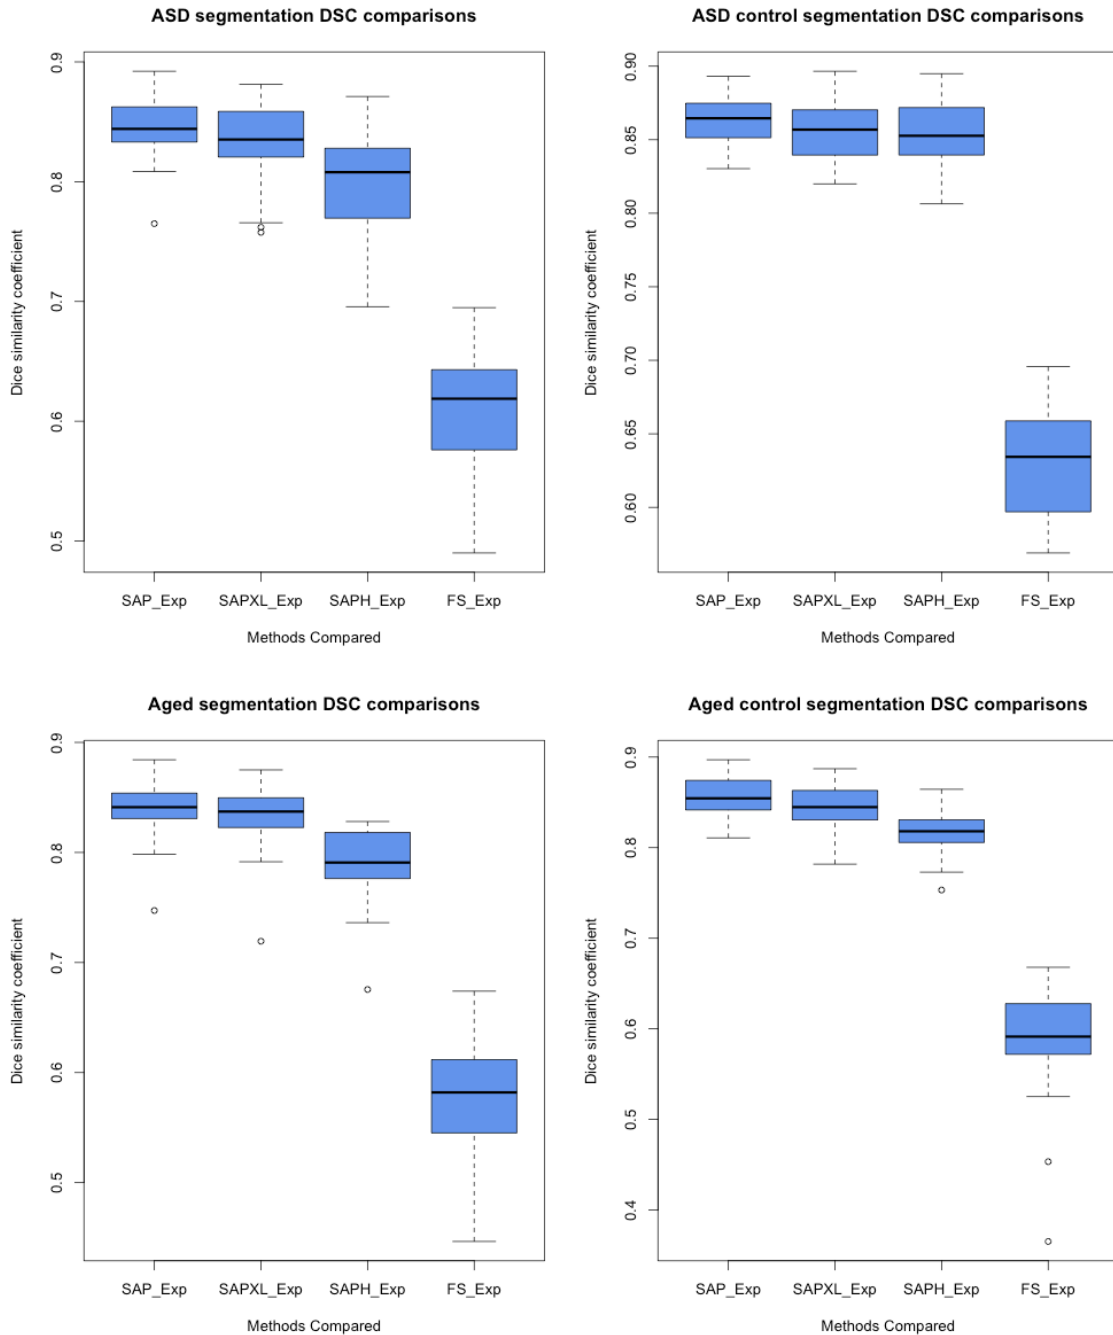 ASD segmentation DSC comparisons
Dice similarity coefficient
0.9
0.8
0.7
0.6
0.5
SAP_Exp SAPXL_Exp SAPH_Exp FS_Exp
Methods Compared
ASD control segmentation DSC comparisons
Dice similarity coefficient
0.90
0.85
0.80
0.75
0.70
0.65
0.60
SAP_Exp SAPXL_Exp SAPH_Exp FS_Exp
Methods Compared
Aged segmentation DSC comparisons
Dice similarity coefficient
0.9
0.8
0.7
0.6
0.5
SAP_Exp SAPXL_Exp SAPH_Exp FS_Exp
Methods Compared
Aged control segmentation DSC comparisons
Dice similarity coefficient
0.9
0.8
0.7
0.6
0.5
0.4
SAP_Exp SAPXL_Exp SAPH_Exp FS_Exp
Methods Compared